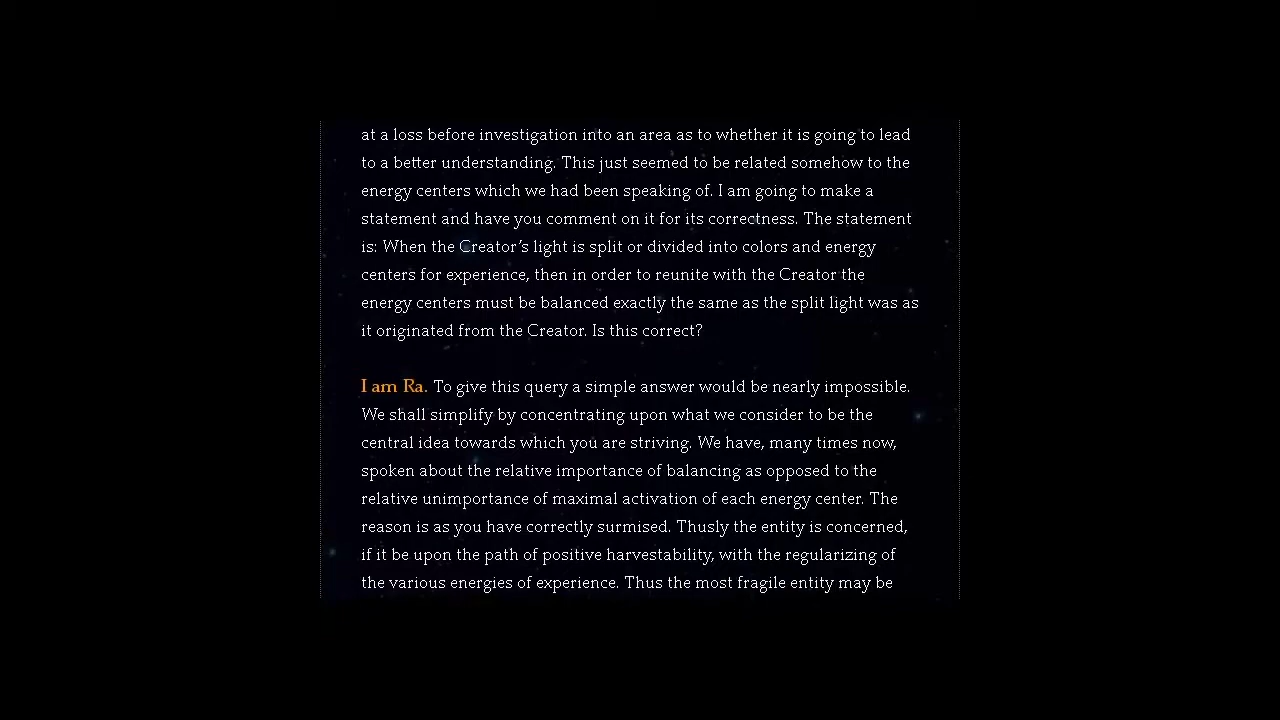 at a loss before investigation into an area as to whether it is going to lead
to a better understanding. This just seemed to be related somehow to the
energy centers which we had been speaking of. I am going to make a
statement and have you comment on it for its correctness. The statement
is: When the Creator's light is split or divided into colors and energy
centers for experience, then in order to reunite with the Creator the
energy centers must be balanced exactly the same as the split light was as
it originated from the Creator. Is this correct?
I am Ra. To give this query a simple answer would be nearly impossible.
We shall simplify by concentrating upon what we consider to be the
central idea towards which you are striving. We have, many times now,
spoken about the relative importance of balancing as opposed to the
relative unimportance of maximal activation of each energy center. The
reason is as you have correctly surmised. Thusly the entity is concerned,
if it be upon the path of positive harvestability, with the regularizing of
the various energies of experience. Thus the most fragile entity may be